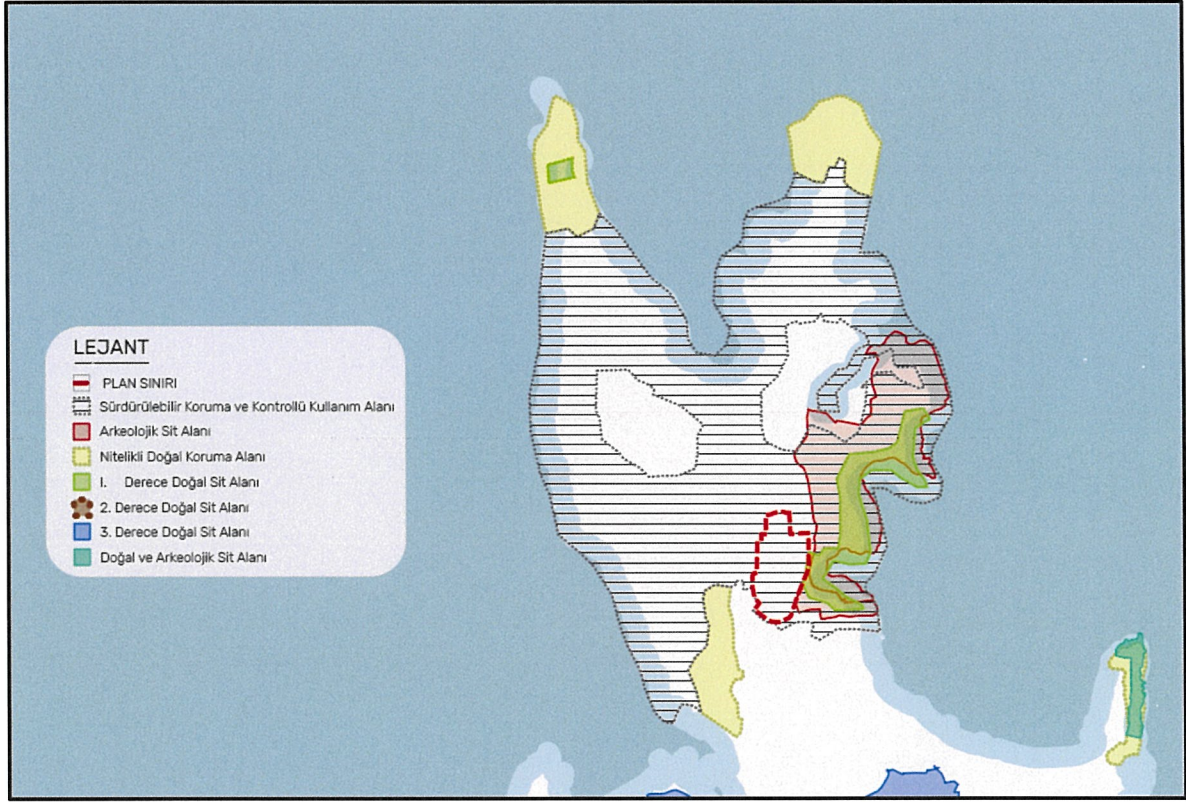 LEJANT
PLAN SINIRI
Sürdürülebilir Koruma ve Kontrollü Kullanım Alanı
Arkeolojik Sit Alanı
Nitelikli Doğal Koruma Alanı
1. Derece Doğal Sit Alanı
2. Derece Doğal Sit Alanı
3. Derece Doğal Sit Alanı
Doğal ve Arkeolojik Sit Alanı